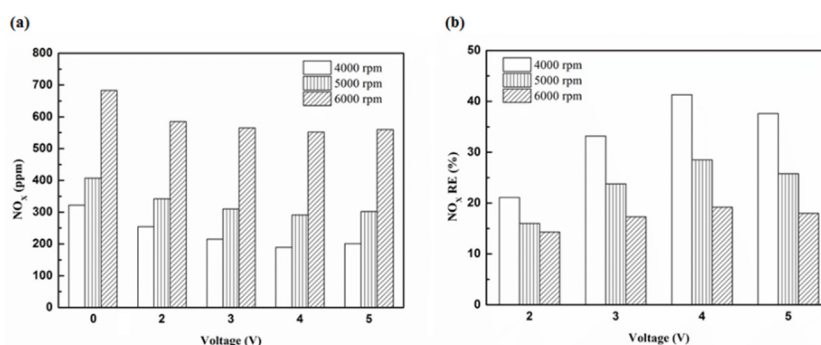 (a)
800
700
600
500
400
300
200
100
0
NOX (ppm)
4000 rpm
5000 rpm
6000 rpm
0 2 3 4 5
Voltage (V)
(b)
50
40
30
20
10
0
NOX RE (%)
4000 rpm
5000 rpm
6000 rpm
2 3 4 5
Voltage (V)